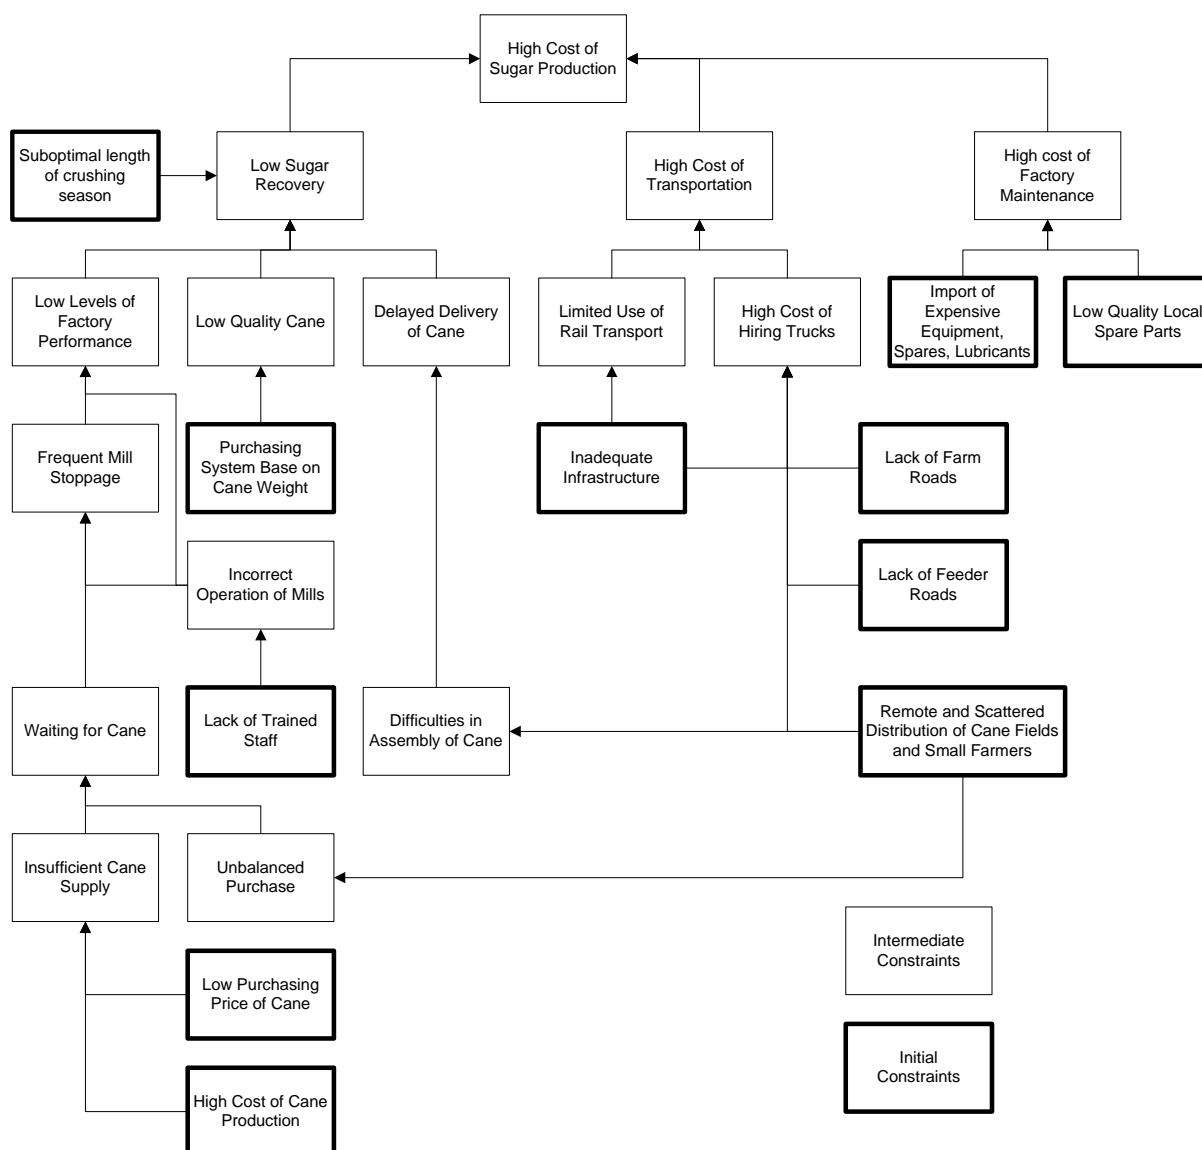 High Cost of
Sugar Production
Suboptimal length
of crushing
season
Low Sugar
Recovery
High Cost of
Transportation
High cost of
Factory
Maintenance
Low Levels of
Factory
Performance
Low Quality Cane
Delayed Delivery
of Cane
Limited Use of
Rail Transport
High Cost of
Hiring Trucks
Import of
Expensive
Equipment,
Spares, Lubricants
Low Quality Local
Spare Parts
Frequent Mill
Stoppage
Purchasing
System Base on
Cane Weight
Inadequate
Infrastructure
Lack of Farm
Roads
Incorrect
Operation of Mills
Lack of Feeder
Roads
Waiting for Cane
Lack of Trained
Staff
Difficulties in
Assembly of Cane
Remote and Scattered
Distribution of Cane Fields
and Small Farmers
Insufficient Cane
Supply
Unbalanced
Purchase
Intermediate
Constraints
Low Purchasing
Price of Cane
Initial
Constraints
High Cost of Cane
Production